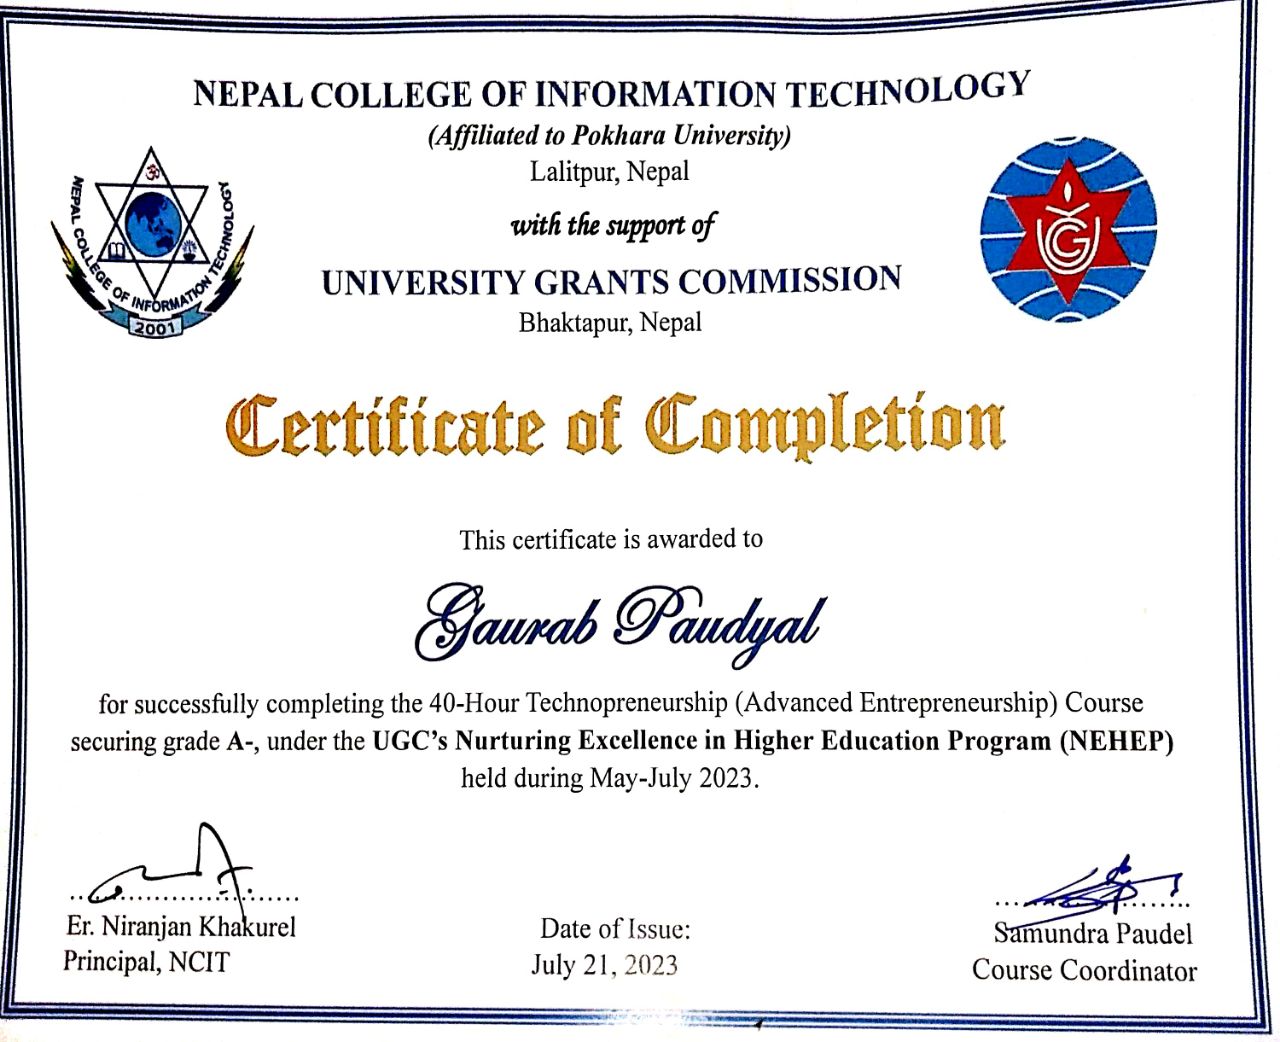 NEPAL COLLEGE OF INFORMATION TECHNOLOGY
(Affiliated to Pokhara University)
Lalitpur, Nepal
with the support of
UNIVERSITY GRANTS COMMISSION
Bhaktapur, Nepal
ॐ
NEPAL COLLEGE OF INFORMATION TECHNOLOGY
2001
UGC
Certificate of Completion
This certificate is awarded to
Gaurab Paudyal
for successfully completing the 40-Hour Technopreneurship (Advanced Entrepreneurship) Course
securing grade A-, under the UGC's Nurturing Excellence in Higher Education Program (NEHEP)
held during May-July 2023.
Er. Niranjan Khakurel
Principal, NCIT
Date of Issue:
July 21, 2023
Samundra Paudel
Course Coordinator